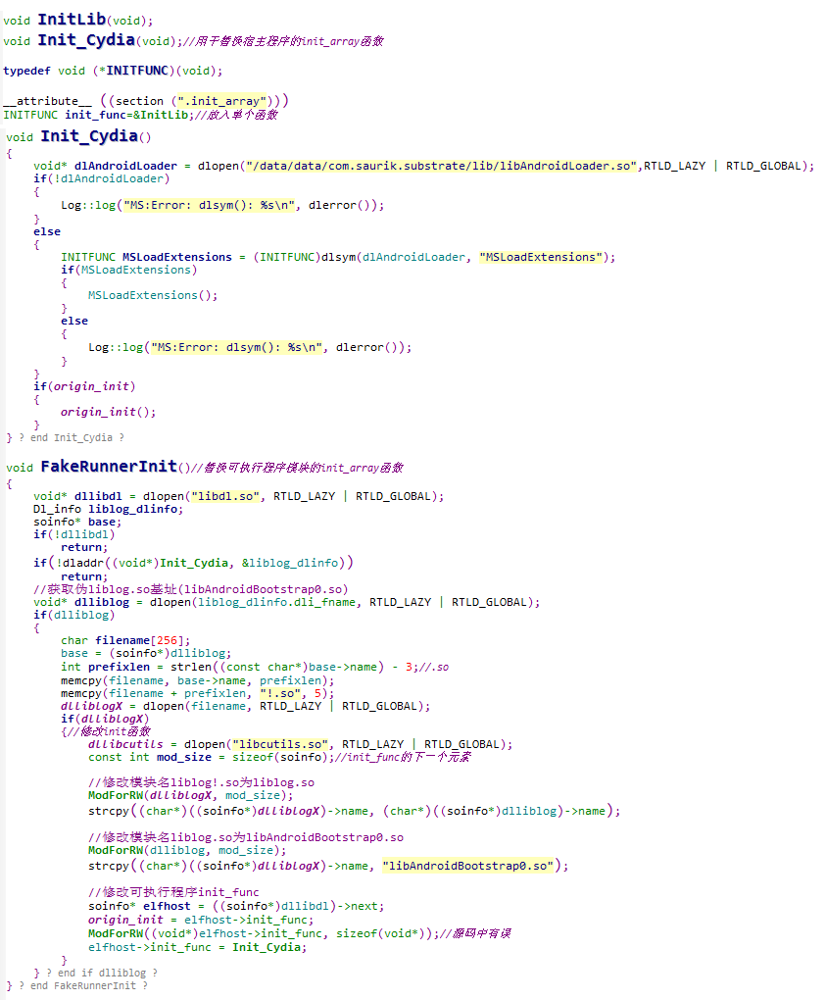 void InitLib(void);
void Init_Cydia(void);//用于替换宿主程序的init_array函数
typedef void (*INITFUNC)(void);
__attribute__ ((section (".init_array")))
INITFUNC init_func=&InitLib;//放入单个函数
void Init_Cydia()
{
    void* dlAndroidLoader = dlopen("/data/data/com.saurik.substrate/lib/libAndroidLoader.so",RTLD_LAZY | RTLD_GLOBAL);
    if(!dlAndroidLoader)
    {
        Log::log("MS:Error: dlsym(): %s\n", dlerror());
    }
    else
    {
        INITFUNC MSLoadExtensions = (INITFUNC)dlsym(dlAndroidLoader, "MSLoadExtensions");
        if(MSLoadExtensions)
        {
            MSLoadExtensions();
        }
        else
        {
            Log::log("MS:Error: dlsym(): %s\n", dlerror());
        }
    }
    if(origin_init)
    {
        origin_init();
    }
} ? end Init_Cydia ?
void FakeRunnerInit()//替换可执行程序模块的init_array函数
{
    void* dllibdl = dlopen("libdl.so", RTLD_LAZY | RTLD_GLOBAL);
    Dl_info liblog_dlinfo;
    soinfo* base;
    if(!dllibdl)
        return;
    if(!dladdr((void*)Init_Cydia, &liblog_dlinfo))
        return;
    //获取伪liblog.so基址(libAndroidBootstrap0.so)
    void* dlliblog = dlopen(liblog_dlinfo.dli_fname, RTLD_LAZY | RTLD_GLOBAL);
    if(dlliblog)
    {
        char filename[256];
        base = (soinfo*)dlliblog;
        int prefixlen = strlen((const char*)base->name) - 3;//.so
        memcpy(filename, base->name, prefixlen);
        memcpy(filename + prefixlen, "!.so", 5);
        dlliblogX = dlopen(filename, RTLD_LAZY | RTLD_GLOBAL);
        if(dlliblogX)
        {//修改init函数
            dllibcutils = dlopen("libcutils.so", RTLD_LAZY | RTLD_GLOBAL);
            const int mod_size = sizeof(soinfo);//init_func的下一个元素
            //修改模块名liblog!.so为liblog.so
            ModForRW(dlliblogX, mod_size);
            strcpy((char*)((soinfo*)dlliblogX)->name, (char*)((soinfo*)dlliblog)->name);
            //修改模块名liblog.so为libAndroidBootstrap0.so
            ModForRW(dlliblog, mod_size);
            strcpy((char*)((soinfo*)dlliblogX)->name, "libAndroidBootstrap0.so");
            //修改可执行程序init_func
            soinfo* elfhost = ((soinfo*)dllibdl)->next;
            origin_init = elfhost->init_func;
            ModForRW((void*)elfhost->init_func, sizeof(void*));//源码中有误
            elfhost->init_func = Init_Cydia;
        }
    } ? end if dlliblog ?
} ? end FakeRunnerInit ?